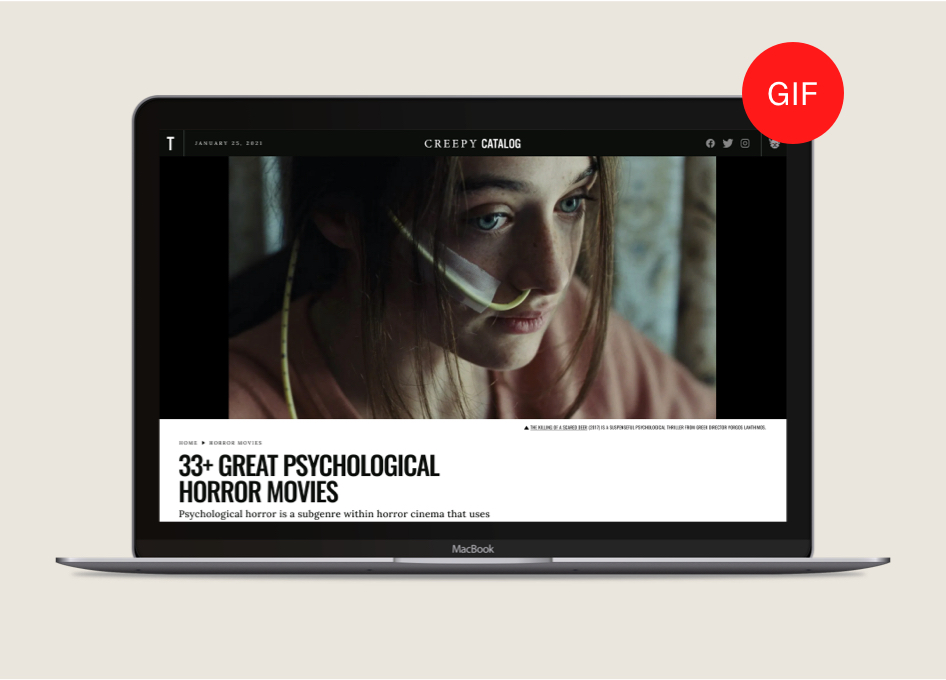 GIF
T
JANUARY 25, 2021
CREEPY CATALOG
▲ THE KILLING OF A SCARED DEER (2017) IS A SUSPENSEFUL PSYCHOLOGICAL THRILLER FROM GREEK DIRECTOR YORGOS LANTHIMOS.
HOME ▶ HORROR MOVIES
33+ GREAT PSYCHOLOGICAL
HORROR MOVIES
Psychological horror is a subgenre within horror cinema that uses
MacBook